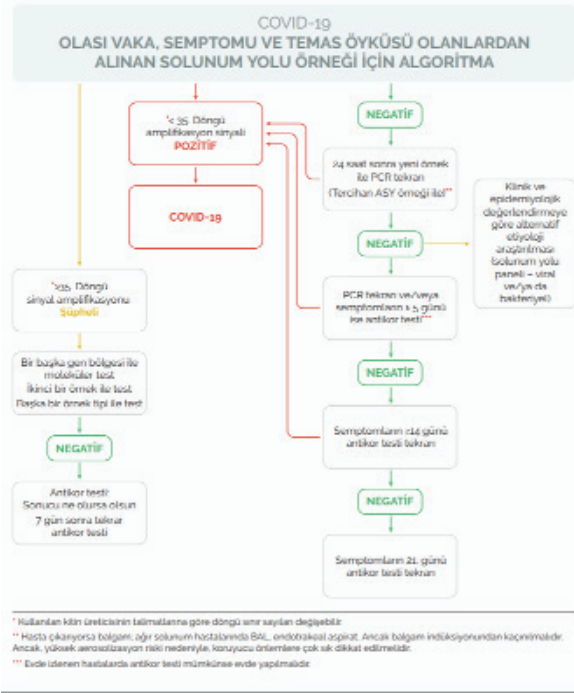 COVID-19
OLASI VAKA, SEMPTOMU VE TEMAS ÖYKÜSÜ OLANLARDAN
ALINAN SOLUNUM YOLU ÖRNEĞİ İÇİN ALGORİTMA
*< 35. Döngü
amplifikasyon sinyali
POZİTİF
COVID-19
NEGATİF
24 saat sonra yeni örnek
ile PCR tekrarı
(Tercihan ASY örneği ile)**
NEGATİF
Klinik ve
epidemiyolojik
değerlendirmeye
göre alternatif
etiyoloji
araştırılması
(solunum yolu
paneli – viral
ve/ya da
bakteriyel)
PCR tekrarı ve/veya
semptomların ≥ 5 günü
ise antikor testi***
NEGATİF
Semptomların ≥14 günü
antikor testi tekrarı
NEGATİF
Semptomların 21. günü
antikor testi tekrarı
*≥35. Döngü
sinyal amplifikasyonu
Şüpheli
Bir başka gen bölgesi ile
moleküler test
İkinci bir örnek ile test
Başka bir örnek tipi ile test
NEGATİF
Antikor testi:
Sonucu ne olursa olsun
7 gün sonra tekrar
antikor testi
* Kullanılan kitin üreticisinin talimatlarına göre döngü sınır sayıları değişebilir.
** Hasta çıkarıyorsa balgam; ağır solunum hastalarında BAL, endotrakeal aspirat. Ancak balgam indüksiyonundan kaçınılmalıdır.
Ancak, yüksek aerosolizasyon riski nedeniyle, koruyucu önlemlere çok sık dikkat edilmelidir.
*** Evde izlenen hastalarda antikor testi mümkünse evde yapılmalıdır.